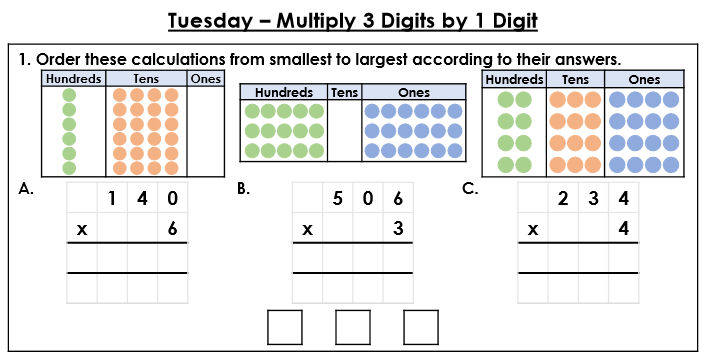 Tuesday – Multiply 3 Digits by 1 Digit
1. Order these calculations from smallest to largest according to their answers.
Hundreds Tens Ones
Hundreds Tens Ones
Hundreds Tens Ones
A.
1 4 0
x 6
B.
5 0 6
x 3
C.
2 3 4
x 4